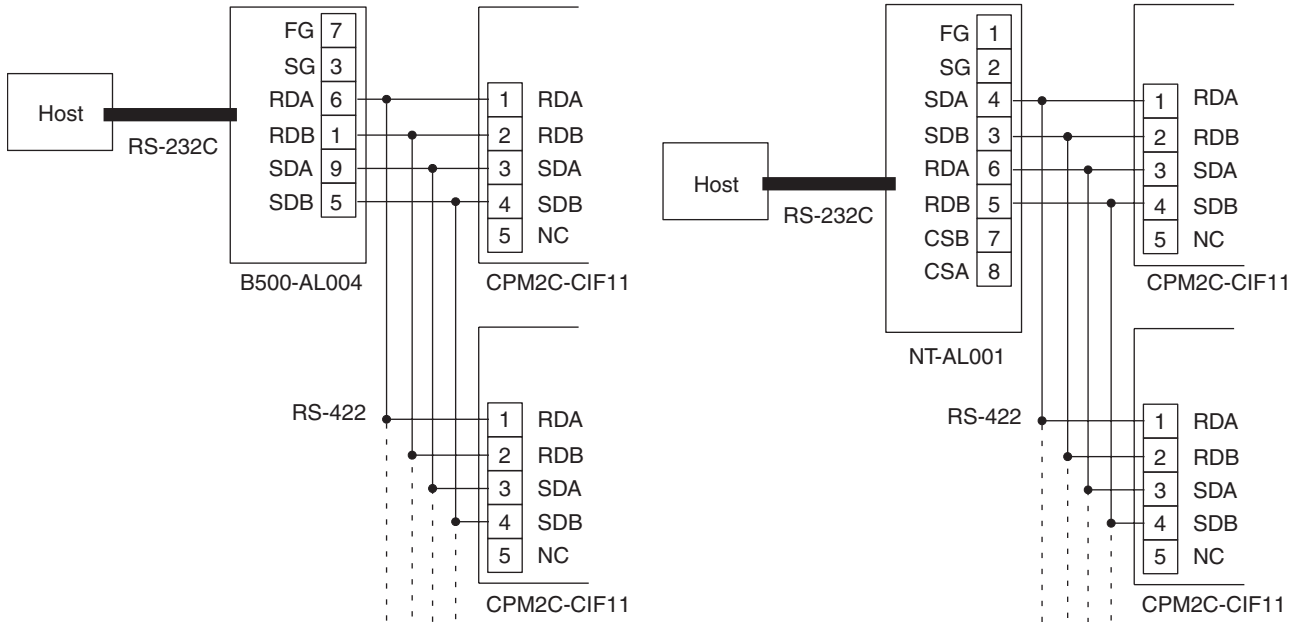 FG 7
SG 3
RDA 6
RDB 1
SDA 9
SDB 5
Host
RS-232C
B500-AL004
1 RDA
2 RDB
3 SDA
4 SDB
5 NC
CPM2C-CIF11
RS-422
1 RDA
2 RDB
3 SDA
4 SDB
5 NC
CPM2C-CIF11
FG 1
SG 2
SDA 4
SDB 3
RDA 6
RDB 5
CSB 7
CSA 8
Host
RS-232C
NT-AL001
1 RDA
2 RDB
3 SDA
4 SDB
5 NC
CPM2C-CIF11
RS-422
1 RDA
2 RDB
3 SDA
4 SDB
5 NC
CPM2C-CIF11